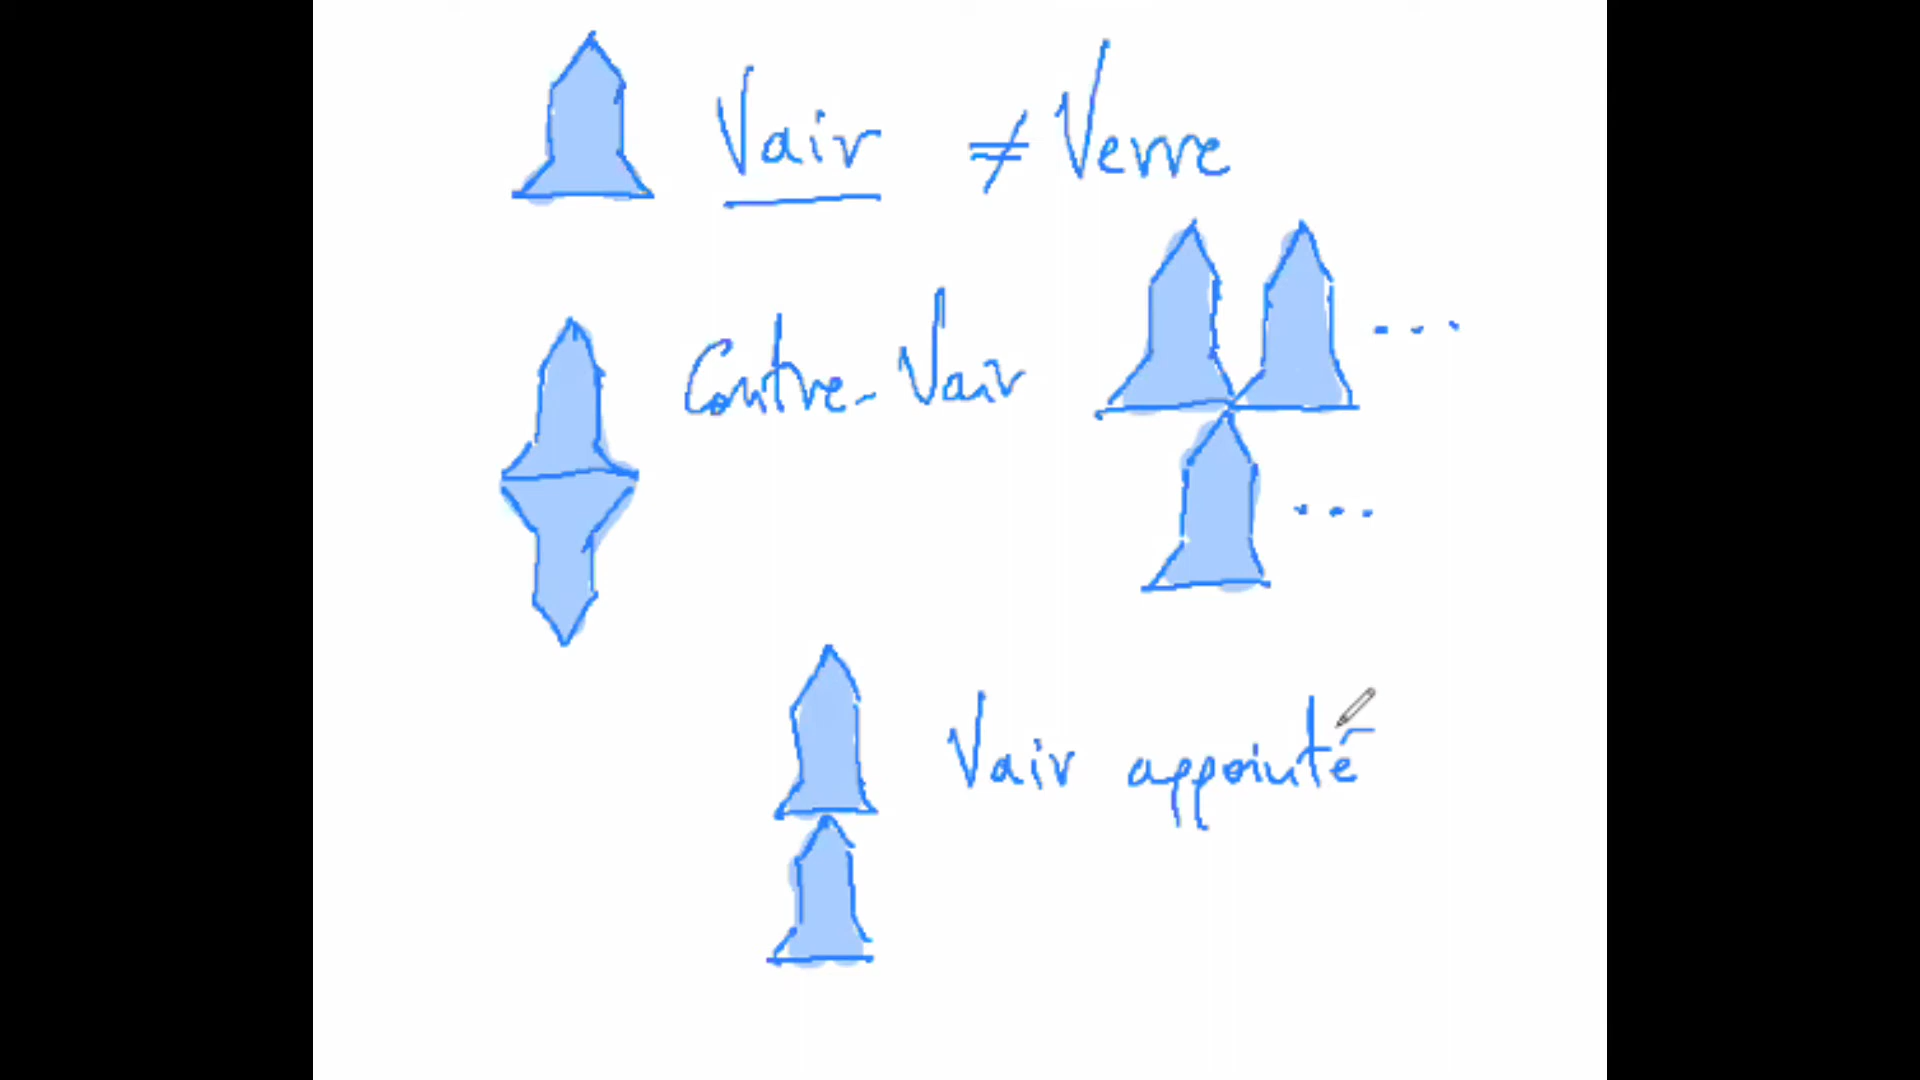 Vair ≠ Verre
Contre-Vair ...
...
Vair appointé